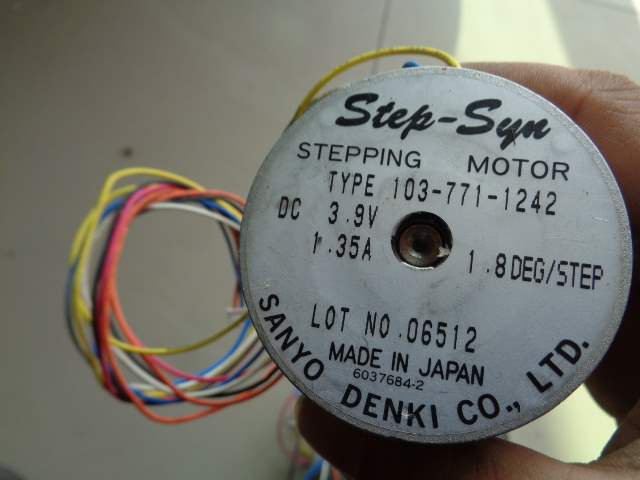 Step-Syn
STEPPING MOTOR
TYPE 103-771-1242
DC 3.9V
1.35A
1.8DEG/STEP
LOT NO.06512
MADE IN JAPAN
6037684-2
SANYO DENKI CO., LTD.